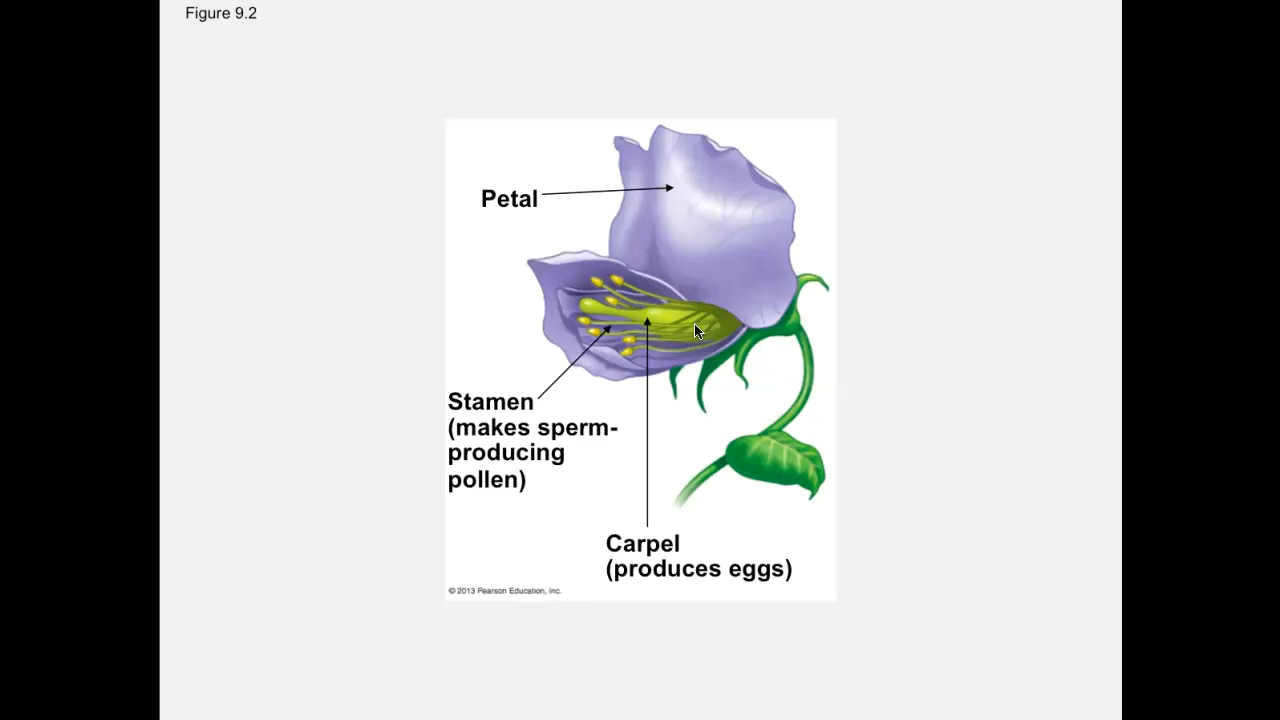 Figure 9.2
Petal
Stamen
(makes sperm-
producing
pollen)
Carpel
(produces eggs)
© 2013 Pearson Education, Inc.